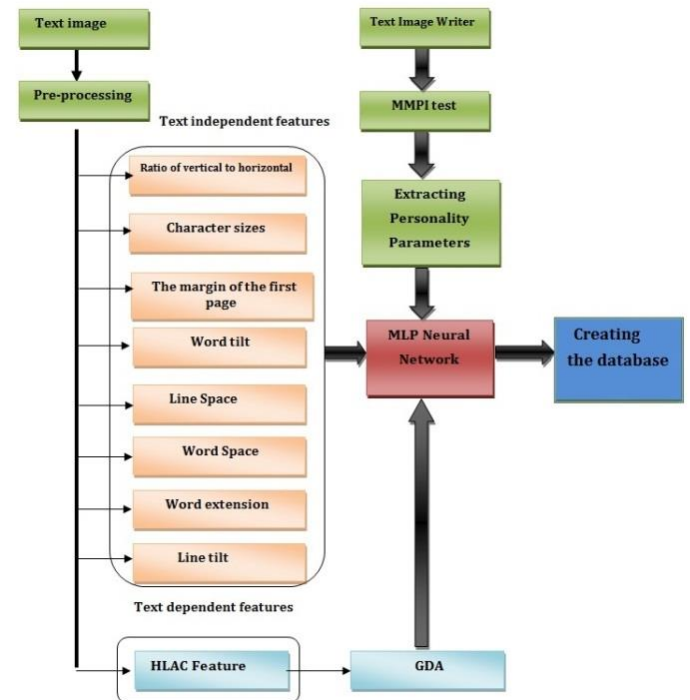 Text image
Text Image Writer
Pre-processing
MMPI test
Text independent features
Ratio of vertical to horizontal
Character sizes
The margin of the first
page
Word tilt
Line Space
Word Space
Word extension
Line tilt
Extracting
Personality
Parameters
MLP Neural
Network
Creating
the database
Text dependent features
HLAC Feature
GDA